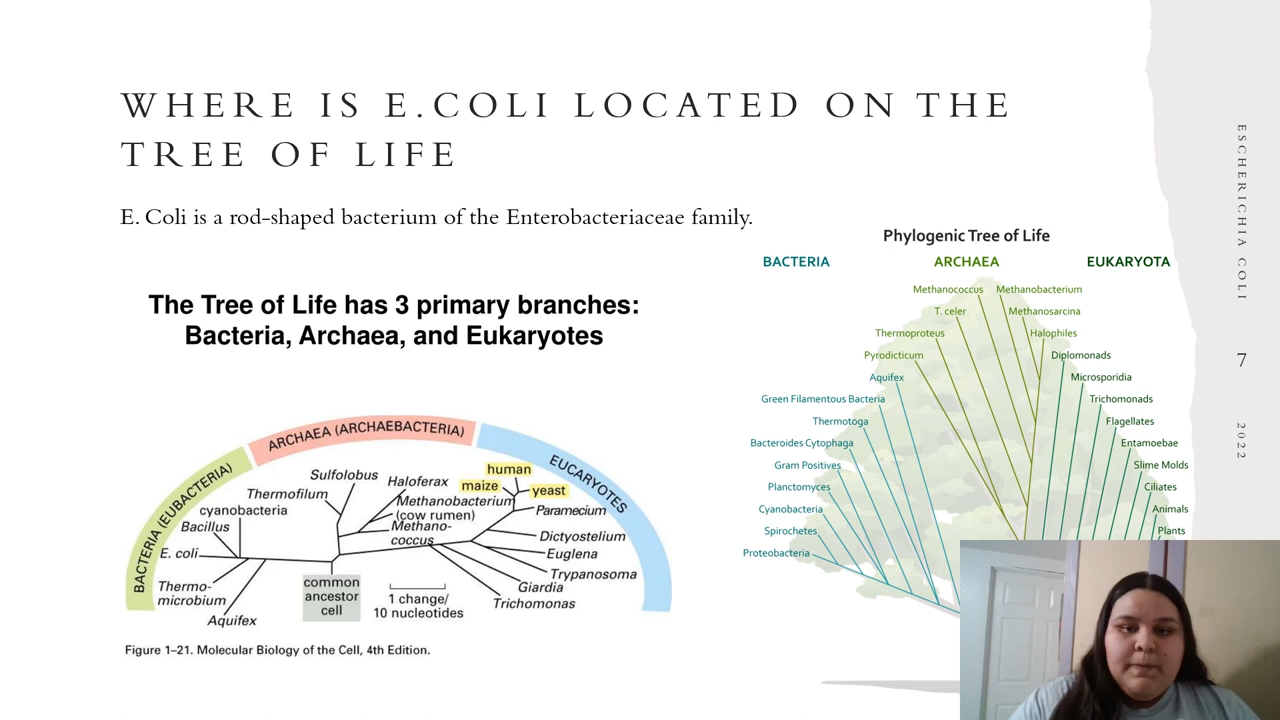 WHERE IS E.COLI LOCATED ON THE
TREE OF LIFE
E. Coli is a rod-shaped bacterium of the Enterobacteriaceae family.
The Tree of Life has 3 primary branches:
Bacteria, Archaea, and Eukaryotes
BACTERIA (EUBACTERIA)
ARCHAEA (ARCHAEBACTERIA)
EUCARYOTES
Sulfolobus
Thermofilum
cyanobacteria
Bacillus
E. coli
Thermo-
microbium
Aquifex
common
ancestor
cell
Haloferax
Methanobacterium
(cow rumen)
Methano-
coccus
human
maize
yeast
Paramecium
Dictyostelium
Euglena
Trypanosoma
Giardia
Trichomonas
1 change/
10 nucleotides
Figure 1–21. Molecular Biology of the Cell, 4th Edition.
Phylogenic Tree of Life
BACTERIA
ARCHAEA
EUKARYOTA
Methanococcus
Methanobacterium
T. celer
Methanosarcina
Thermoproteus
Halophiles
Pyrodicticum
Diplomonads
Aquifex
Microsporidia
Green Filamentous Bacteria
Trichomonads
Thermotoga
Flagellates
Bacteroides Cytophaga
Entamoebae
Gram Positives
Slime Molds
Planctomyces
Ciliates
Cyanobacteria
Animals
Spirochetes
Plants
Proteobacteria
ESCHERICHIA COLI
7
2022